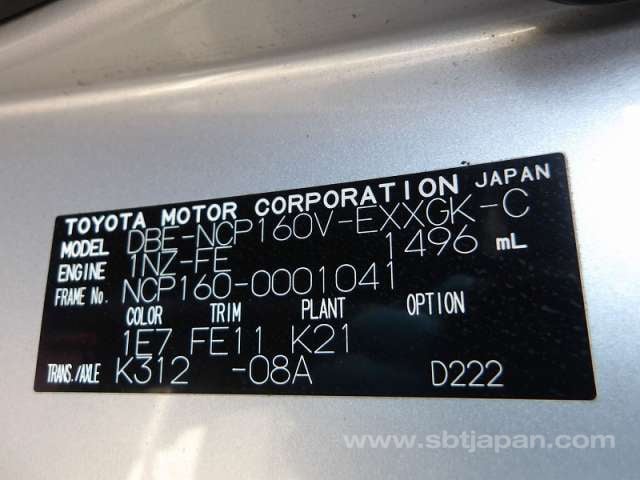 TOYOTA MOTOR CORPORATION JAPAN
MODEL DBE-NCP160V-EXXGK-C
ENGINE 1NZ-FE 1496 mL
FRAME No. NCP160-0001041
COLOR TRIM PLANT OPTION
1E7 FE11 K21
TRANS./AXLE K312 -08A D222
www.sbtjapan.com